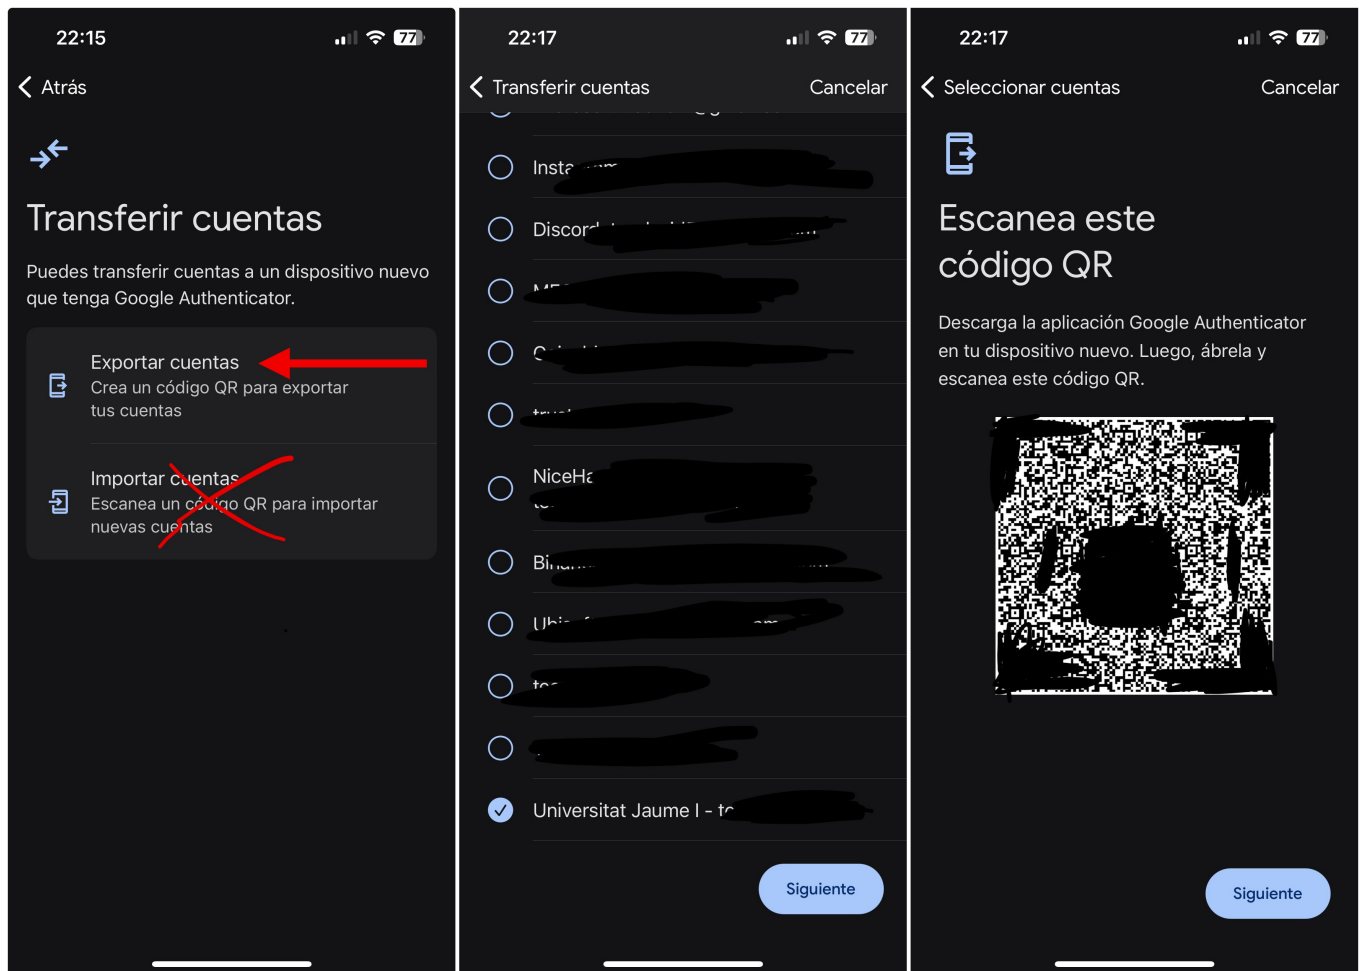 22:15
77
Atrás
Transferir cuentas
Puedes transferir cuentas a un dispositivo nuevo
que tenga Google Authenticator.
Exportar cuentas
Crea un código QR para exportar
tus cuentas
Importar cuentas
Escanea un código QR para importar
nuevas cuentas
22:17
77
Transferir cuentas
Cancelar
Universitat Jaume I -
Siguiente
22:17
77
Seleccionar cuentas
Cancelar
Escanea este
código QR
Descarga la aplicación Google Authenticator
en tu dispositivo nuevo. Luego, ábrela y
escanea este código QR.
Siguiente